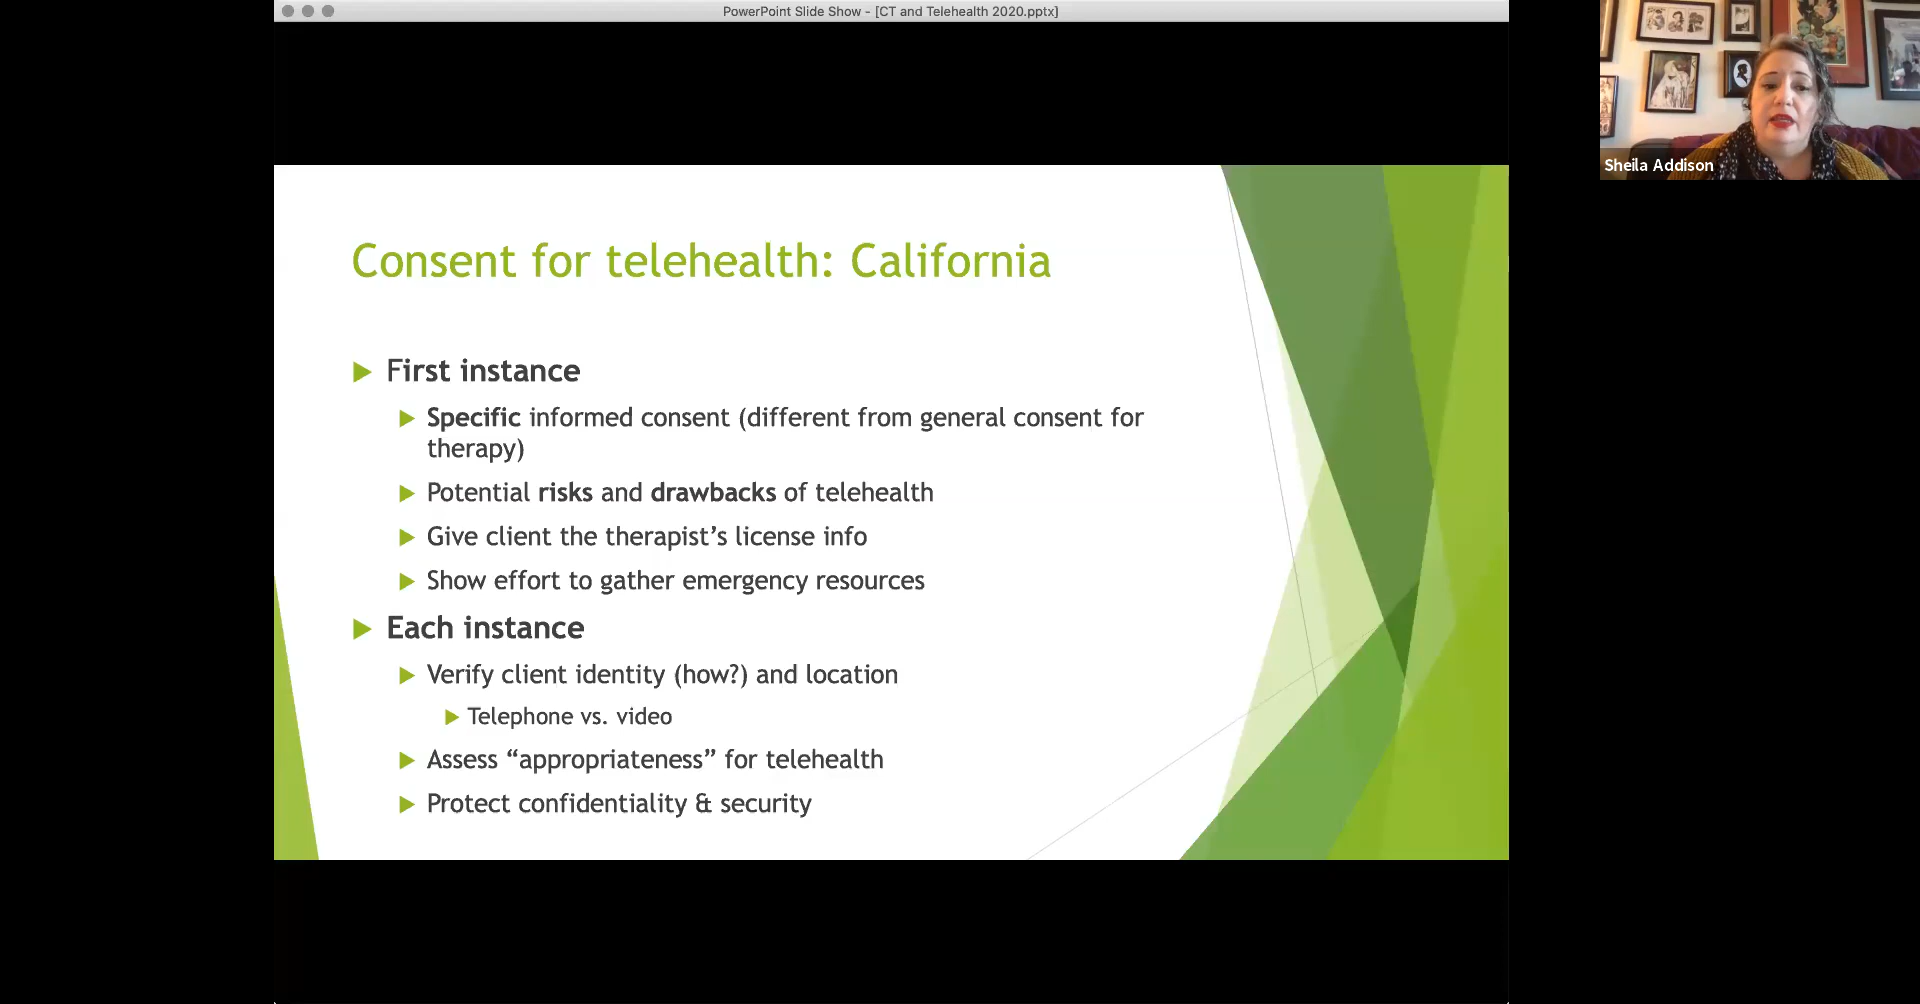 PowerPoint Slide Show - [CT and Telehealth 2020.pptx]
Consent for telehealth: California
First instance
Specific informed consent (different from general consent for
therapy)
Potential risks and drawbacks of telehealth
Give client the therapist’s license info
Show effort to gather emergency resources
Each instance
Verify client identity (how?) and location
Telephone vs. video
Assess “appropriateness” for telehealth
Protect confidentiality & security
Sheila Addison